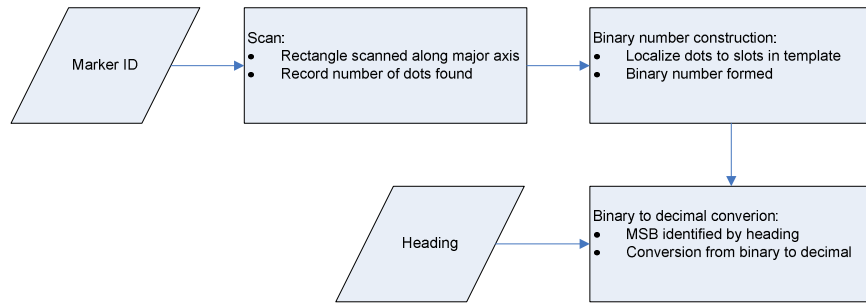 Marker ID
Scan:
● Rectangle scanned along major axis
● Record number of dots found
Binary number construction:
● Localize dots to slots in template
● Binary number formed
Heading
Binary to decimal converion:
● MSB identified by heading
● Conversion from binary to decimal